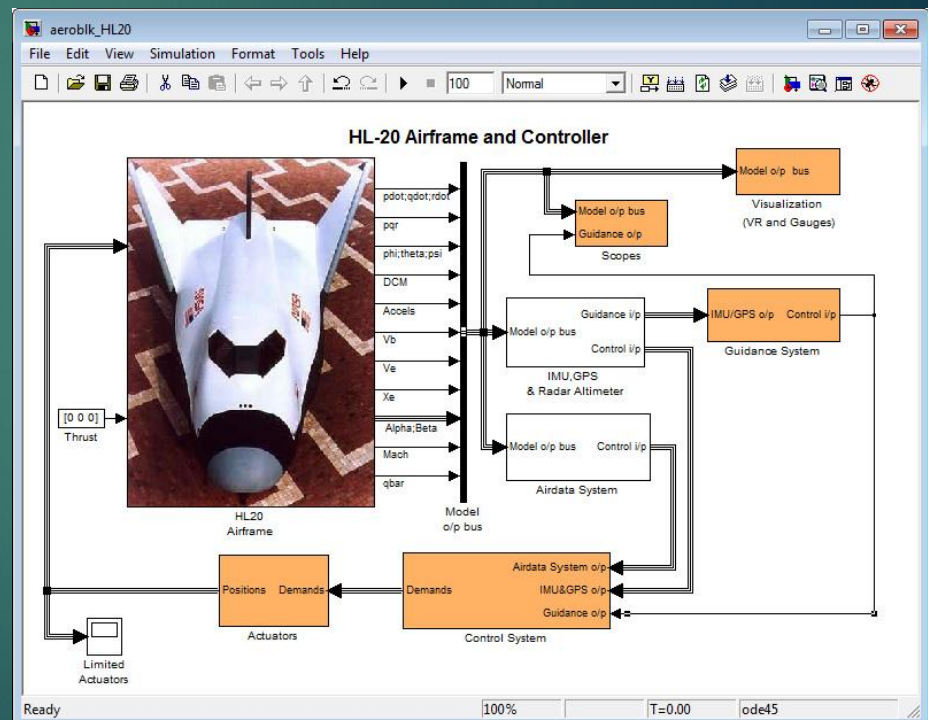 aeroblk_HL20
File Edit View Simulation Format Tools Help
100 Normal
HL-20 Airframe and Controller
pdot;qdot;rdot
pqr
phi;theta;psi
DCM
Accels
Vb
Ve
Xe
Alpha;Beta
Mach
qbar
[0 0 0]
Thrust
HL20
Airframe
Model
o/p bus
Model o/p bus
Visualization
(VR and Gauges)
Model o/p bus
Guidance o/p
Scopes
Model o/p bus
Guidance i/p
Control i/p
IMU,GPS
& Radar Altimeter
IMU/GPS o/p Control i/p
Guidance System
Model o/p bus Control i/p
Airdata System
Positions Demands
Actuators
Demands
Airdata System o/p
IMU&GPS o/p
Guidance o/p
Control System
Limited
Actuators
Ready 100% T=0.00 ode45